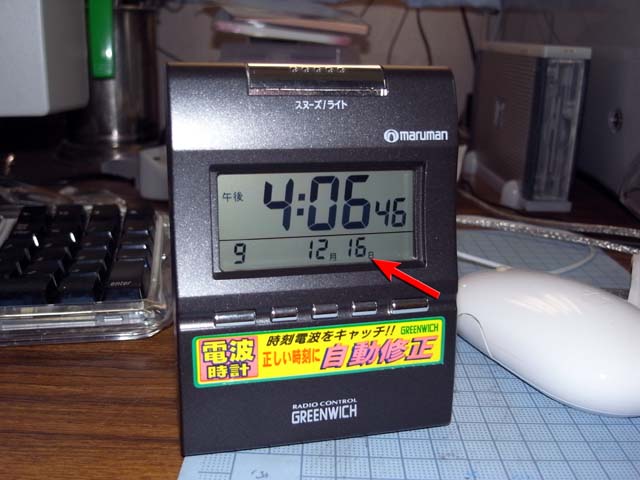 スヌーズ/ライト
maruman
午後 4:06 46
9 12月 16日
電波時計
時刻電波をキャッチ!! GREENWICH
正しい時刻に 自動修正
RADIO CONTROL
GREENWICH
enter